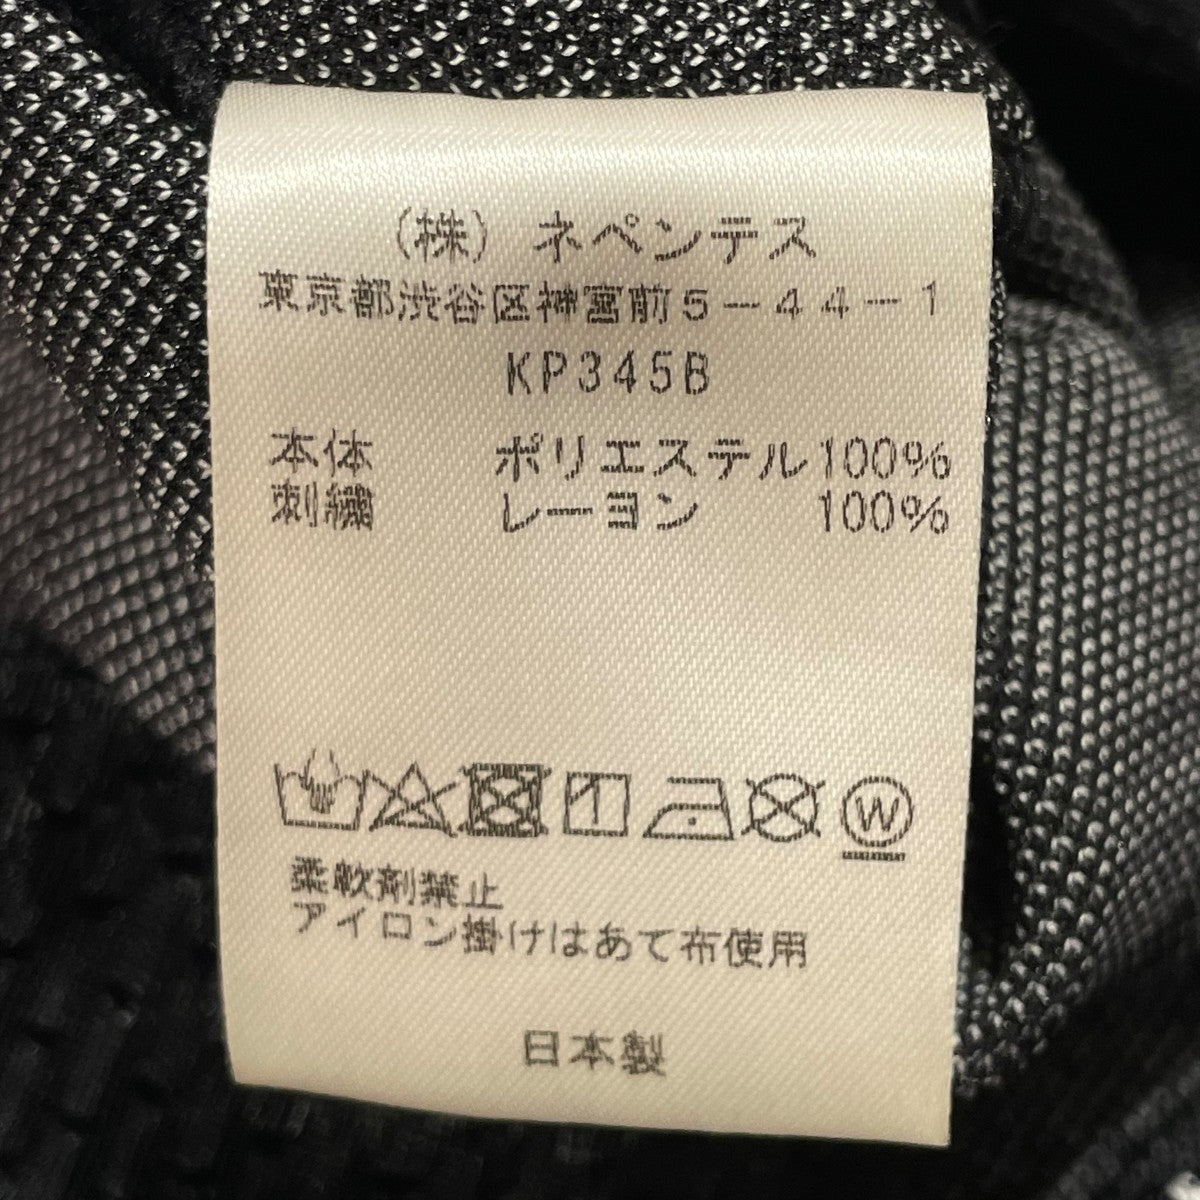 (株) ネペンテス
東京都渋谷区神宮前5-44-1
KP345B
本体 ポリエステル100%
刺繍 レーヨン 100%
W
柔軟剤禁止
アイロン掛けはあて布使用
日本製